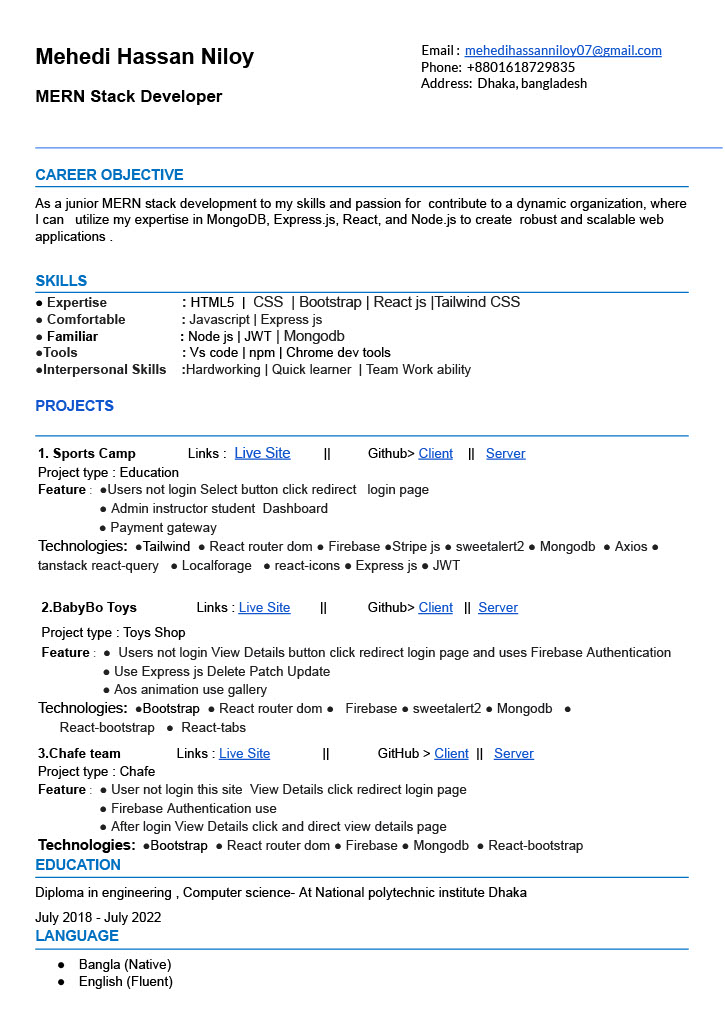 Mehedi Hassan Niloy
MERN Stack Developer
Email : mehedihassanniloy07@gmail.com
Phone: +8801618729835
Address: Dhaka, bangladesh
CAREER OBJECTIVE
As a junior MERN stack development to my skills and passion for contribute to a dynamic organization, where
I can utilize my expertise in MongoDB, Express.js, React, and Node.js to create robust and scalable web
applications .
SKILLS
● Expertise : HTML5 | CSS | Bootstrap | React js |Tailwind CSS
● Comfortable : Javascript | Express js
● Familiar : Node js | JWT | Mongodb
●Tools : Vs code | npm | Chrome dev tools
●Interpersonal Skills :Hardworking | Quick learner | Team Work ability
PROJECTS
1. Sports Camp Links : Live Site || Github> Client || Server
Project type : Education
Feature : ●Users not login Select button click redirect login page
● Admin instructor student Dashboard
● Payment gateway
Technologies: ●Tailwind ● React router dom ● Firebase ●Stripe js ● sweetalert2 ● Mongodb ● Axios ●
tanstack react-query ● Localforage ● react-icons ● Express js ● JWT
2.BabyBo Toys Links : Live Site || Github> Client || Server
Project type : Toys Shop
Feature : ● Users not login View Details button click redirect login page and uses Firebase Authentication
● Use Express js Delete Patch Update
● Aos animation use gallery
Technologies: ●Bootstrap ● React router dom ● Firebase ● sweetalert2 ● Mongodb ●
React-bootstrap ● React-tabs
3.Chafe team Links : Live Site || GitHub > Client || Server
Project type : Chafe
Feature : ● User not login this site View Details click redirect login page
● Firebase Authentication use
● After login View Details click and direct view details page
Technologies: ●Bootstrap ● React router dom ● Firebase ● Mongodb ● React-bootstrap
EDUCATION
Diploma in engineering , Computer science- At National polytechnic institute Dhaka
July 2018 - July 2022
LANGUAGE
● Bangla (Native)
● English (Fluent)